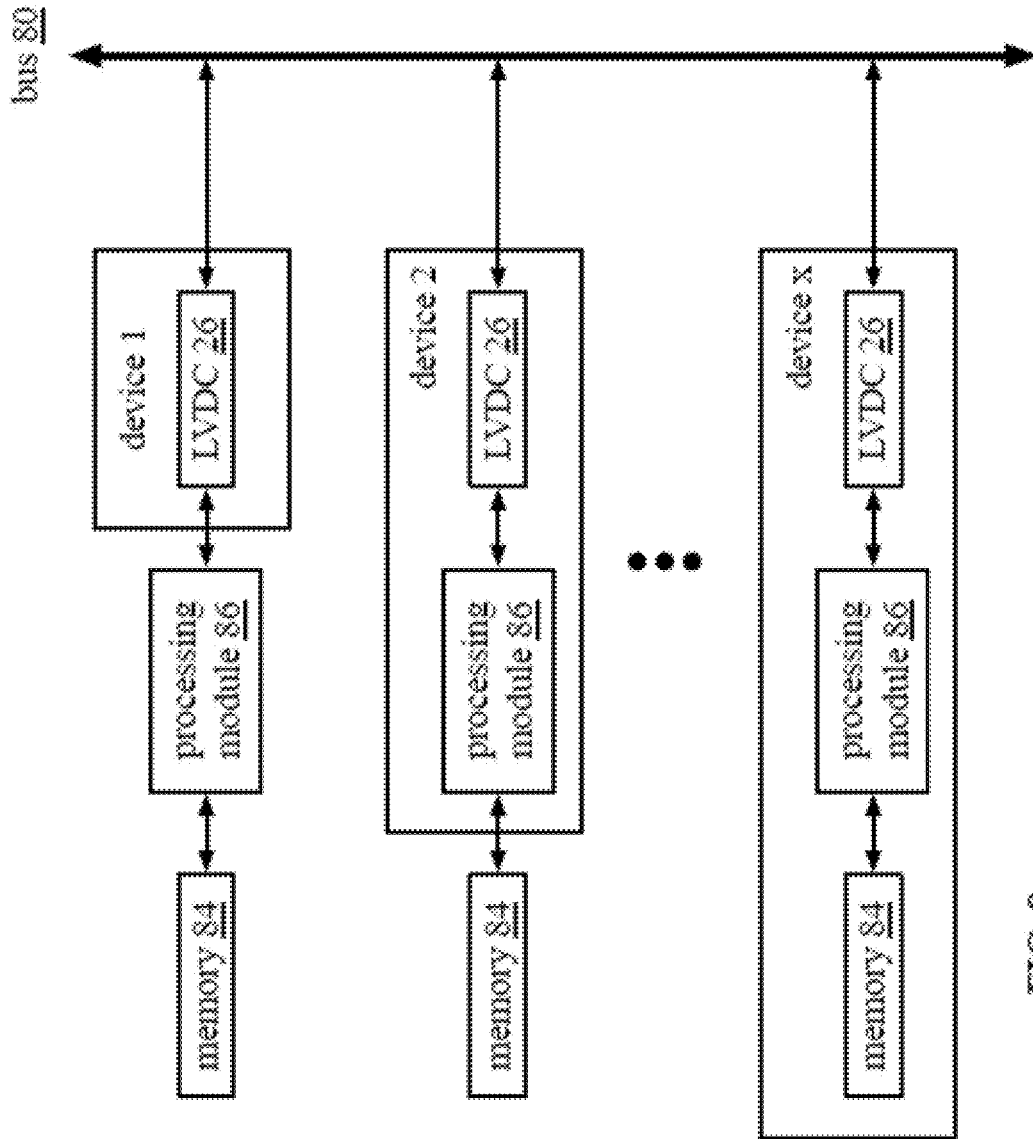 bus 80
device 1
memory 84
processing
module 86
LVDC 26
device 2
memory 84
processing
module 86
LVDC 26
device x
memory 84
processing
module 86
LVDC 26